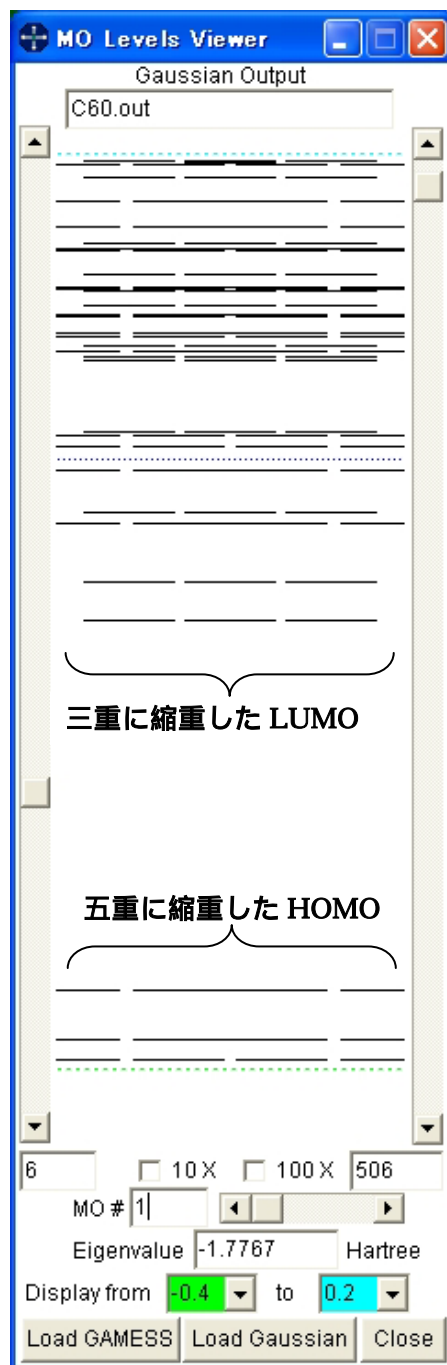 MO Levels Viewer
Gaussian Output
C60.out
三重に縮重した LUMO
五重に縮重した HOMO
6 10 X 100 X 506
MO # 1
Eigenvalue -1.7767 Hartree
Display from -0.4 to 0.2
Load GAMESS Load Gaussian Close